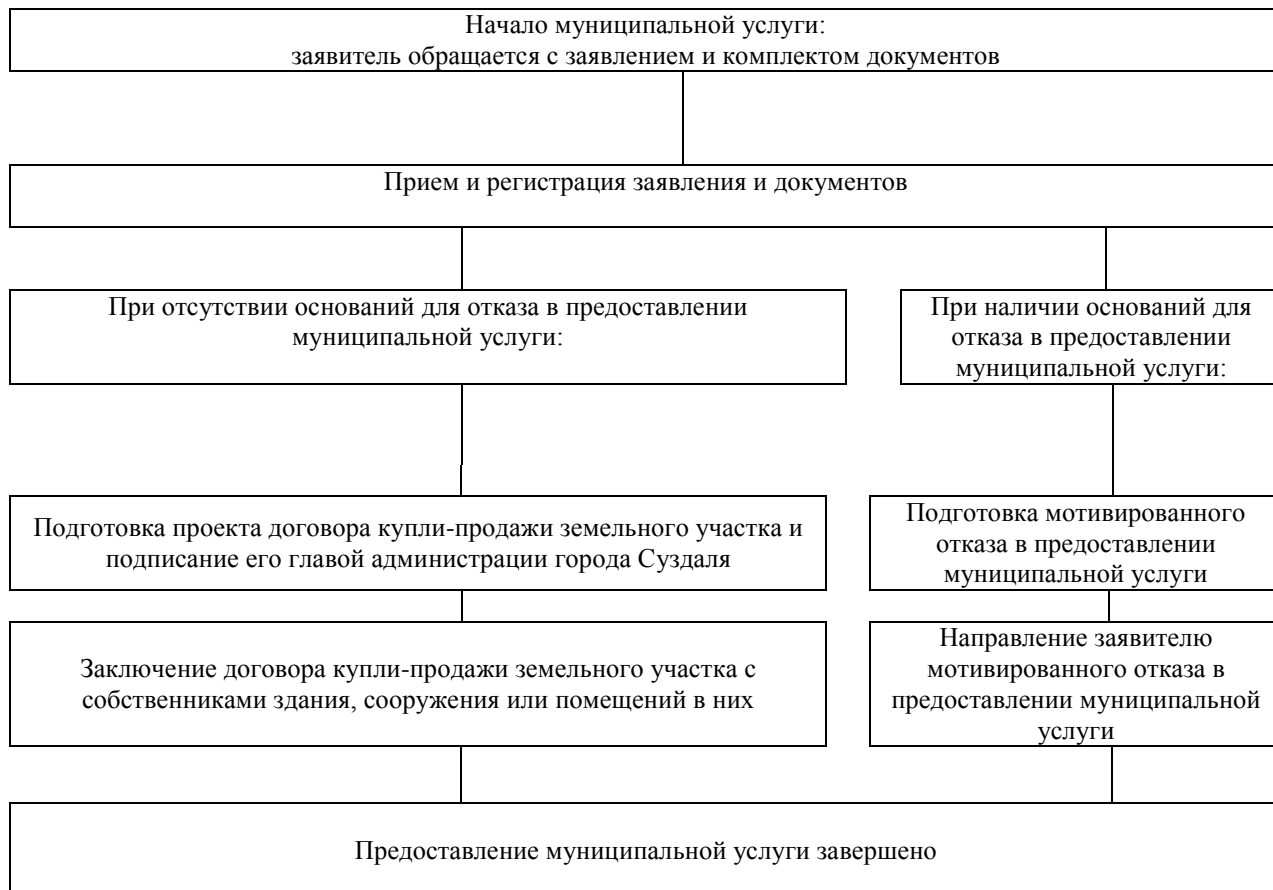 Начало муниципальной услуги:
заявитель обращается с заявлением и комплектом документов
Прием и регистрация заявления и документов
При отсутствии оснований для отказа в предоставлении
муниципальной услуги:
При наличии оснований для
отказа в предоставлении
муниципальной услуги:
Подготовка проекта договора купли-продажи земельного участка и
подписание его главой администрации города Суздаля
Подготовка мотивированного
отказа в предоставлении
муниципальной услуги
Заключение договора купли-продажи земельного участка с
собственниками здания, сооружения или помещений в них
Направление заявителю
мотивированного отказа в
предоставлении муниципальной
услуги
Предоставление муниципальной услуги завершено